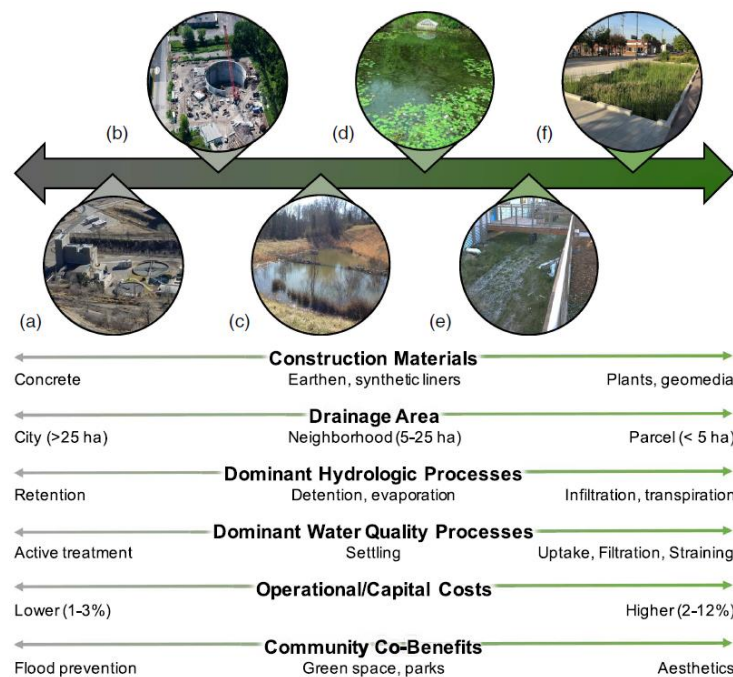 (b)
(d)
(f)
(a)
(c)
(e)
Construction Materials
Concrete
Earthen, synthetic liners
Plants, geomedia
Drainage Area
City (>25 ha)
Neighborhood (5-25 ha)
Parcel (< 5 ha)
Dominant Hydrologic Processes
Retention
Detention, evaporation
Infiltration, transpiration
Dominant Water Quality Processes
Active treatment
Settling
Uptake, Filtration, Straining
Operational/Capital Costs
Lower (1-3%)
Higher (2-12%)
Community Co-Benefits
Flood prevention
Green space, parks
Aesthetics